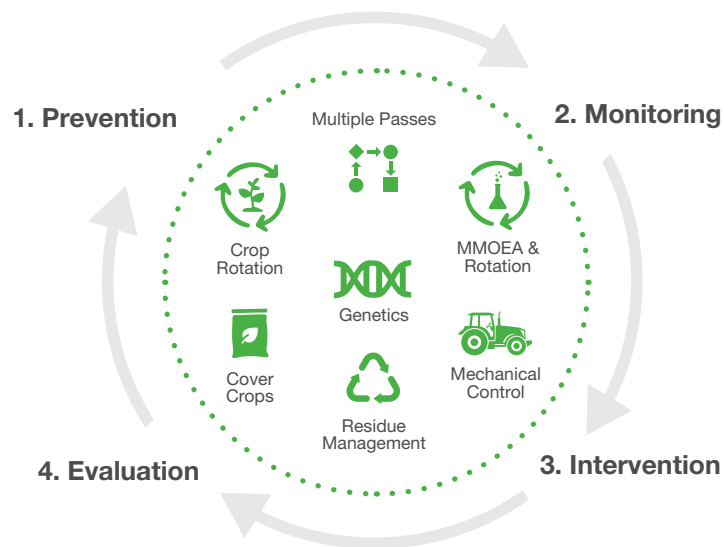 1. Prevention
2. Monitoring
Multiple Passes
Crop
Rotation
MMOEA &
Rotation
Genetics
Cover
Crops
Mechanical
Control
Residue
Management
4. Evaluation
3. Intervention